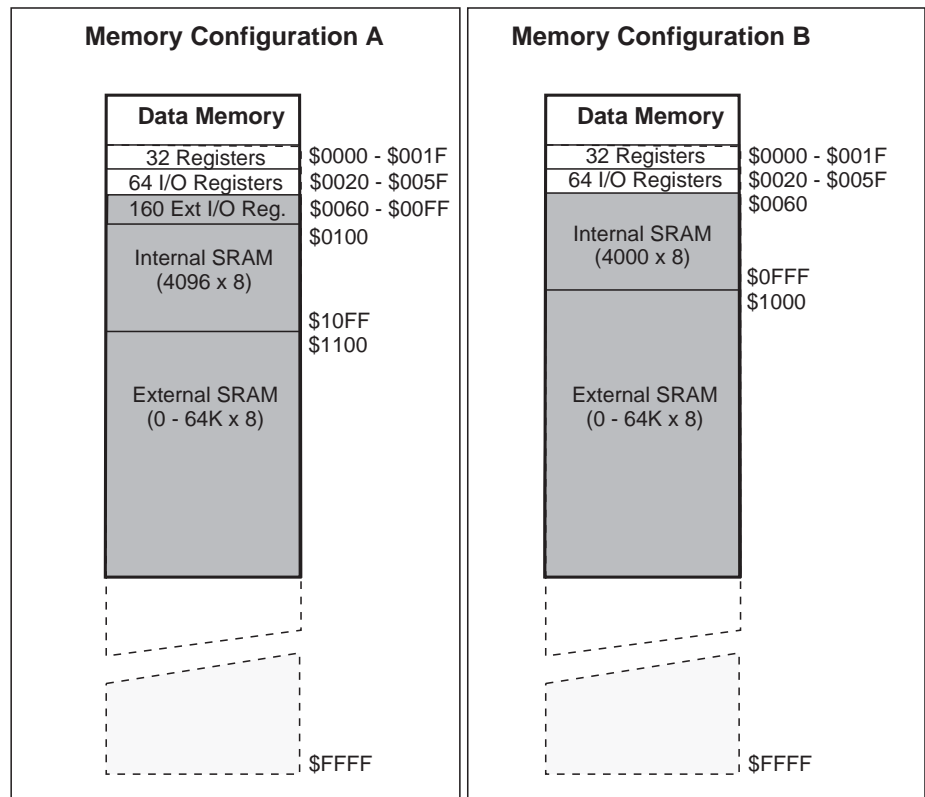 Memory Configuration A
Data Memory
32 Registers
$0000 - $001F
64 I/O Registers
$0020 - $005F
160 Ext I/O Reg.
$0060 - $00FF
$0100
Internal SRAM
(4096 x 8)
$10FF
$1100
External SRAM
(0 - 64K x 8)
$FFFF
Memory Configuration B
Data Memory
32 Registers
$0000 - $001F
64 I/O Registers
$0020 - $005F
$0060
Internal SRAM
(4000 x 8)
$0FFF
$1000
External SRAM
(0 - 64K x 8)
$FFFF